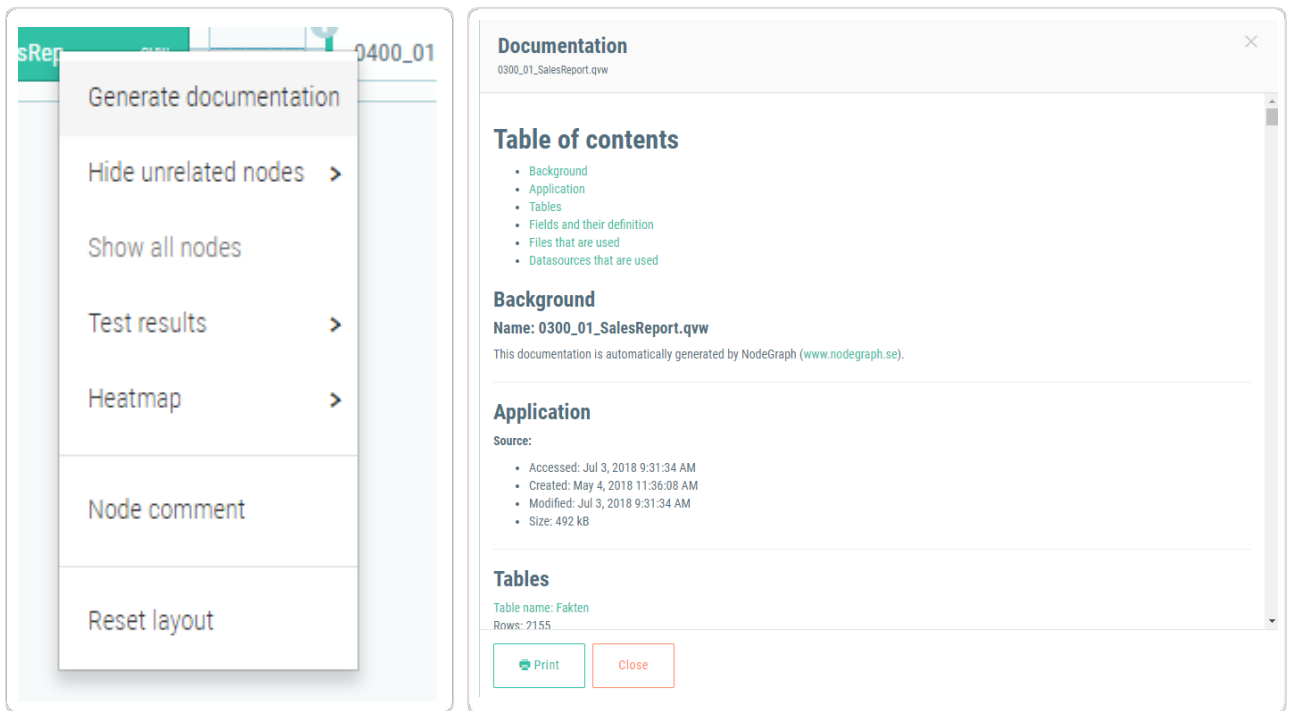 sRep
0400_01
Generate documentation
Hide unrelated nodes
Show all nodes
Test results
Heatmap
Node comment
Reset layout
Documentation
0300_01_SalesReport.qvw
Table of contents
Background
Application
Tables
Fields and their definition
Files that are used
Datasources that are used
Background
Name: 0300_01_SalesReport.qvw
This documentation is automatically generated by NodeGraph (www.nodegraph.se).
Application
Source:
Accessed: Jul 3, 2018 9:31:34 AM
Created: May 4, 2018 11:36:08 AM
Modified: Jul 3, 2018 9:31:34 AM
Size: 492 kB
Tables
Table name: Fakten
Rows: 2155
Print
Close